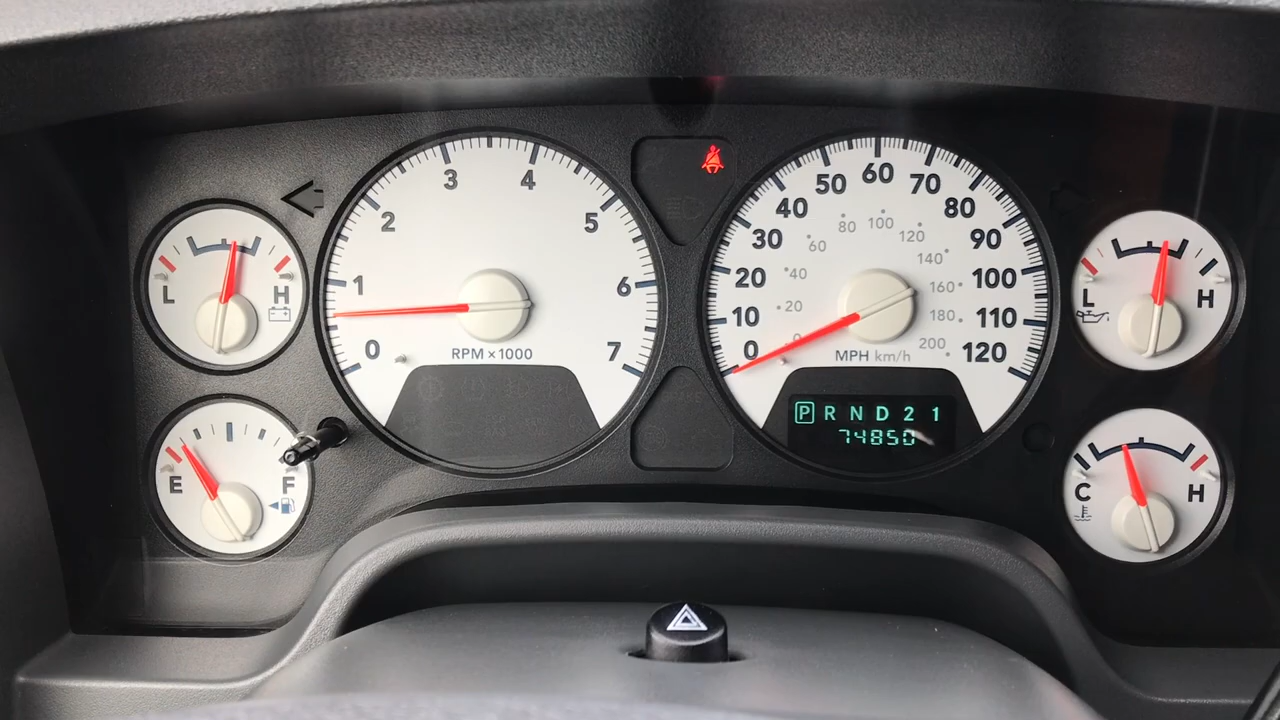 L H
E F
0 1 2 3 4 5 6 7
RPM x 1000
0 10 20 30 40 50 60 70 80 90 100 110 120
20 40 60 80 100 120 140 160 180 200
MPH km/h
P R N D 2 1
74850
L H
C H